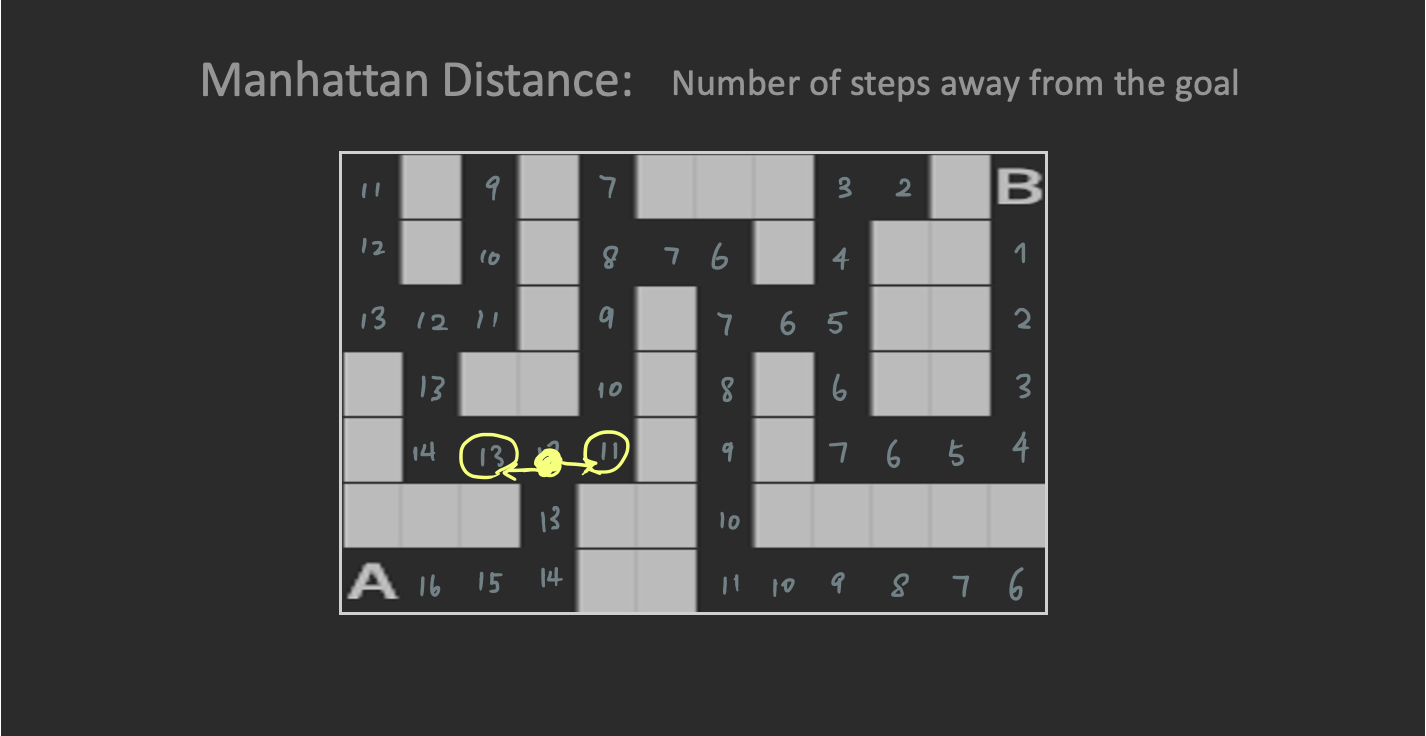 Manhattan Distance: Number of steps away from the goal
11 9 7 3 2 B
12 10 8 7 6 4 1
13 12 11 9 7 6 5 2
13 10 8 6 3
14 13 11 9 7 6 5 4
13 10
A 16 15 14 11 10 9 8 7 6